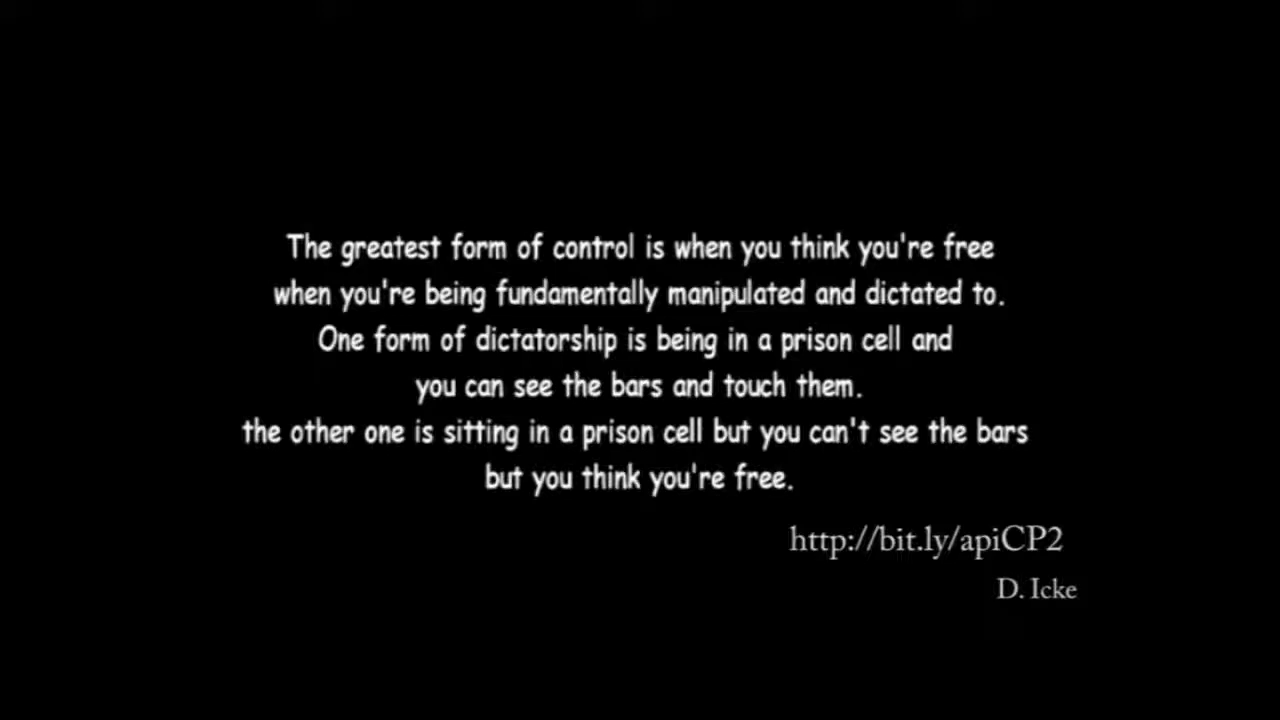 The greatest form of control is when you think you're free
when you're being fundamentally manipulated and dictated to.
One form of dictatorship is being in a prison cell and
you can see the bars and touch them.
the other one is sitting in a prison cell but you can't see the bars
but you think you're free.
http://bit.ly/apiCP2
D. Icke